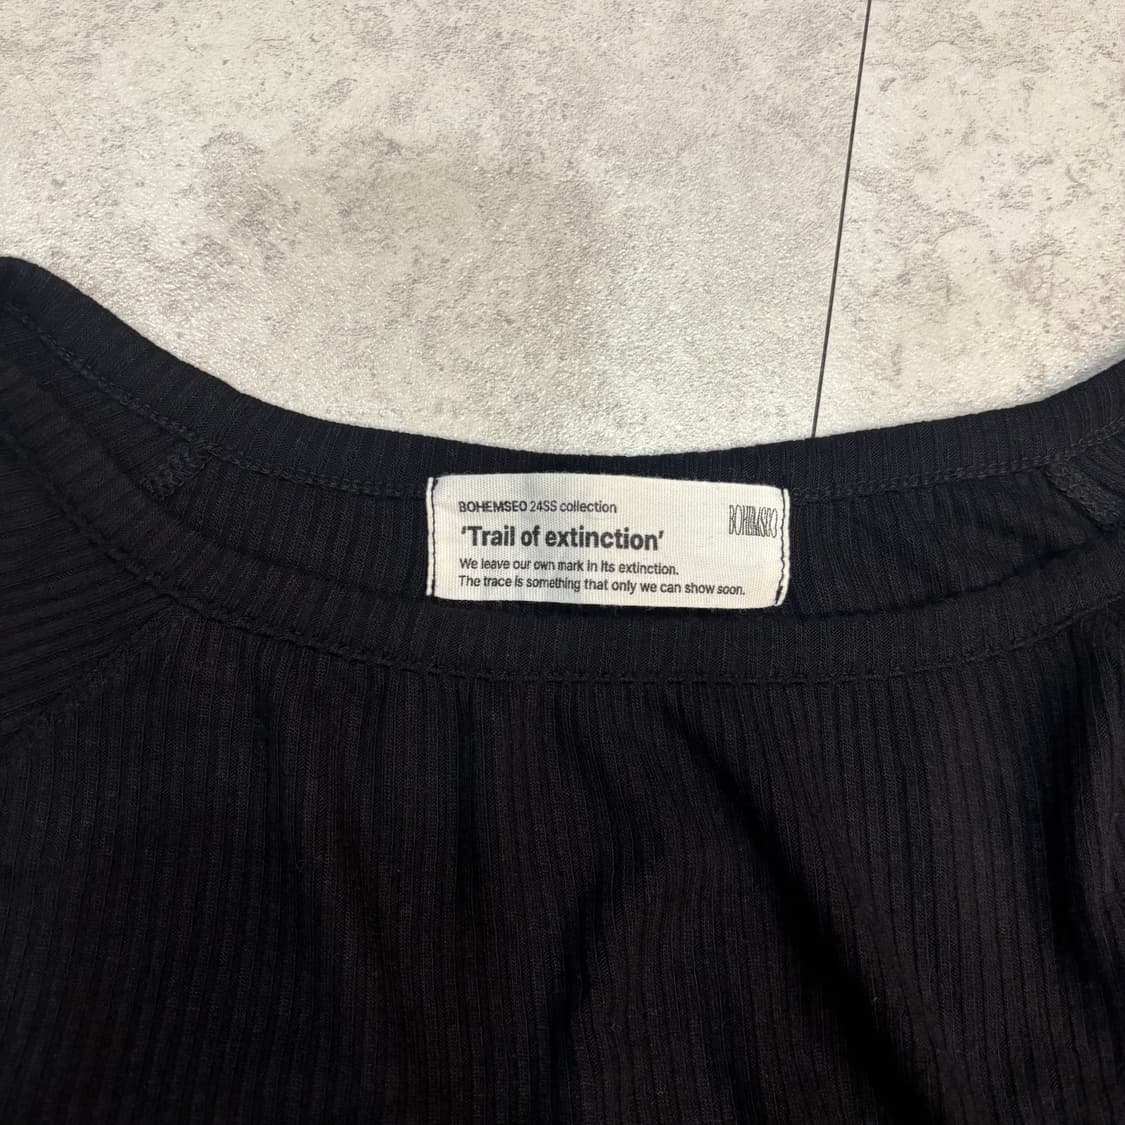 BOHEMSEO 24SS collection
BOHEMSEO
'Trail of extinction'
We leave our own mark in its extinction.
The trace is something that only we can show soon.